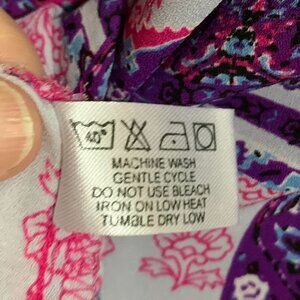 40°
MACHINE WASH
GENTLE CYCLE
DO NOT USE BLEACH
IRON ON LOW HEAT
TUMBLE DRY LOW